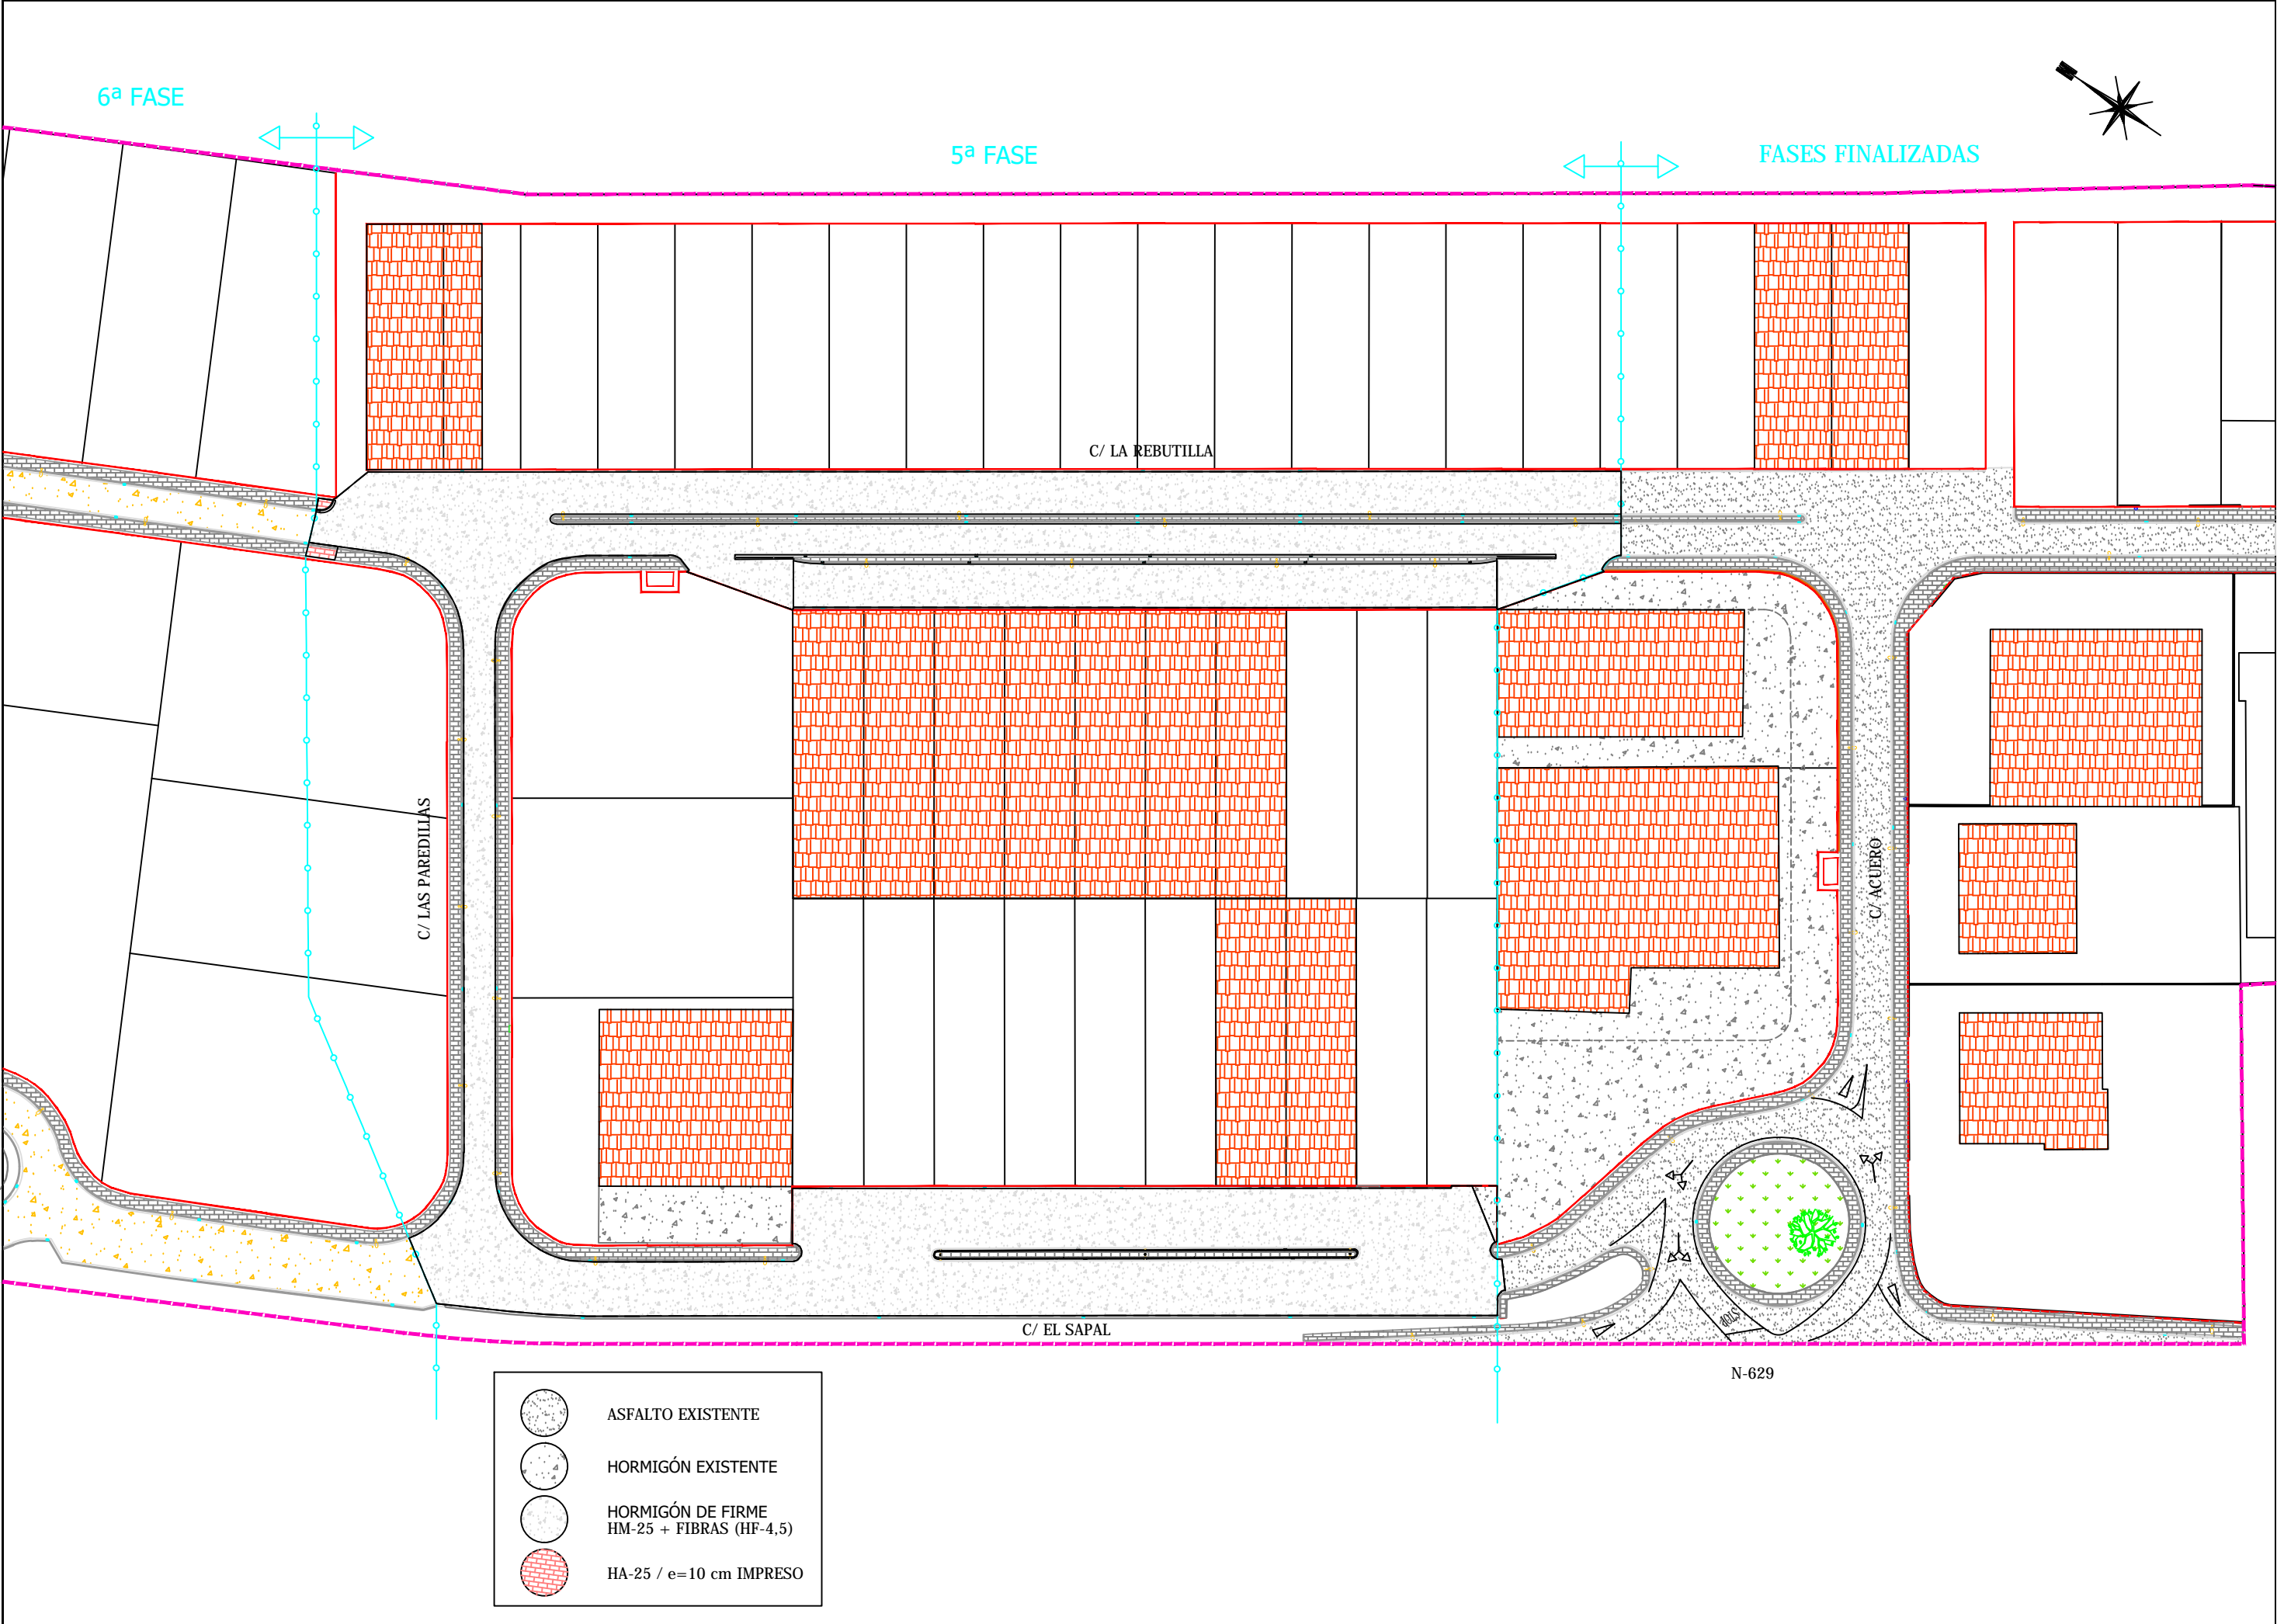 6ª FASE
5ª FASE
FASES FINALIZADAS
C/ LA REBUTILLA
C/ LAS PAREDILLAS
C/ ACUERO
STOP
C/ EL SAPAL
N-629
ASFALTO EXISTENTE
HORMIGÓN EXISTENTE
HORMIGÓN DE FIRME
HM-25 + FIBRAS (HF-4,5)
HA-25 / e=10 cm IMPRESO